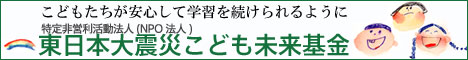 こどもたちが安心して学習を続けられるように
特定非営利活動法人(NPO法人)
東日本大震災こども未来基金